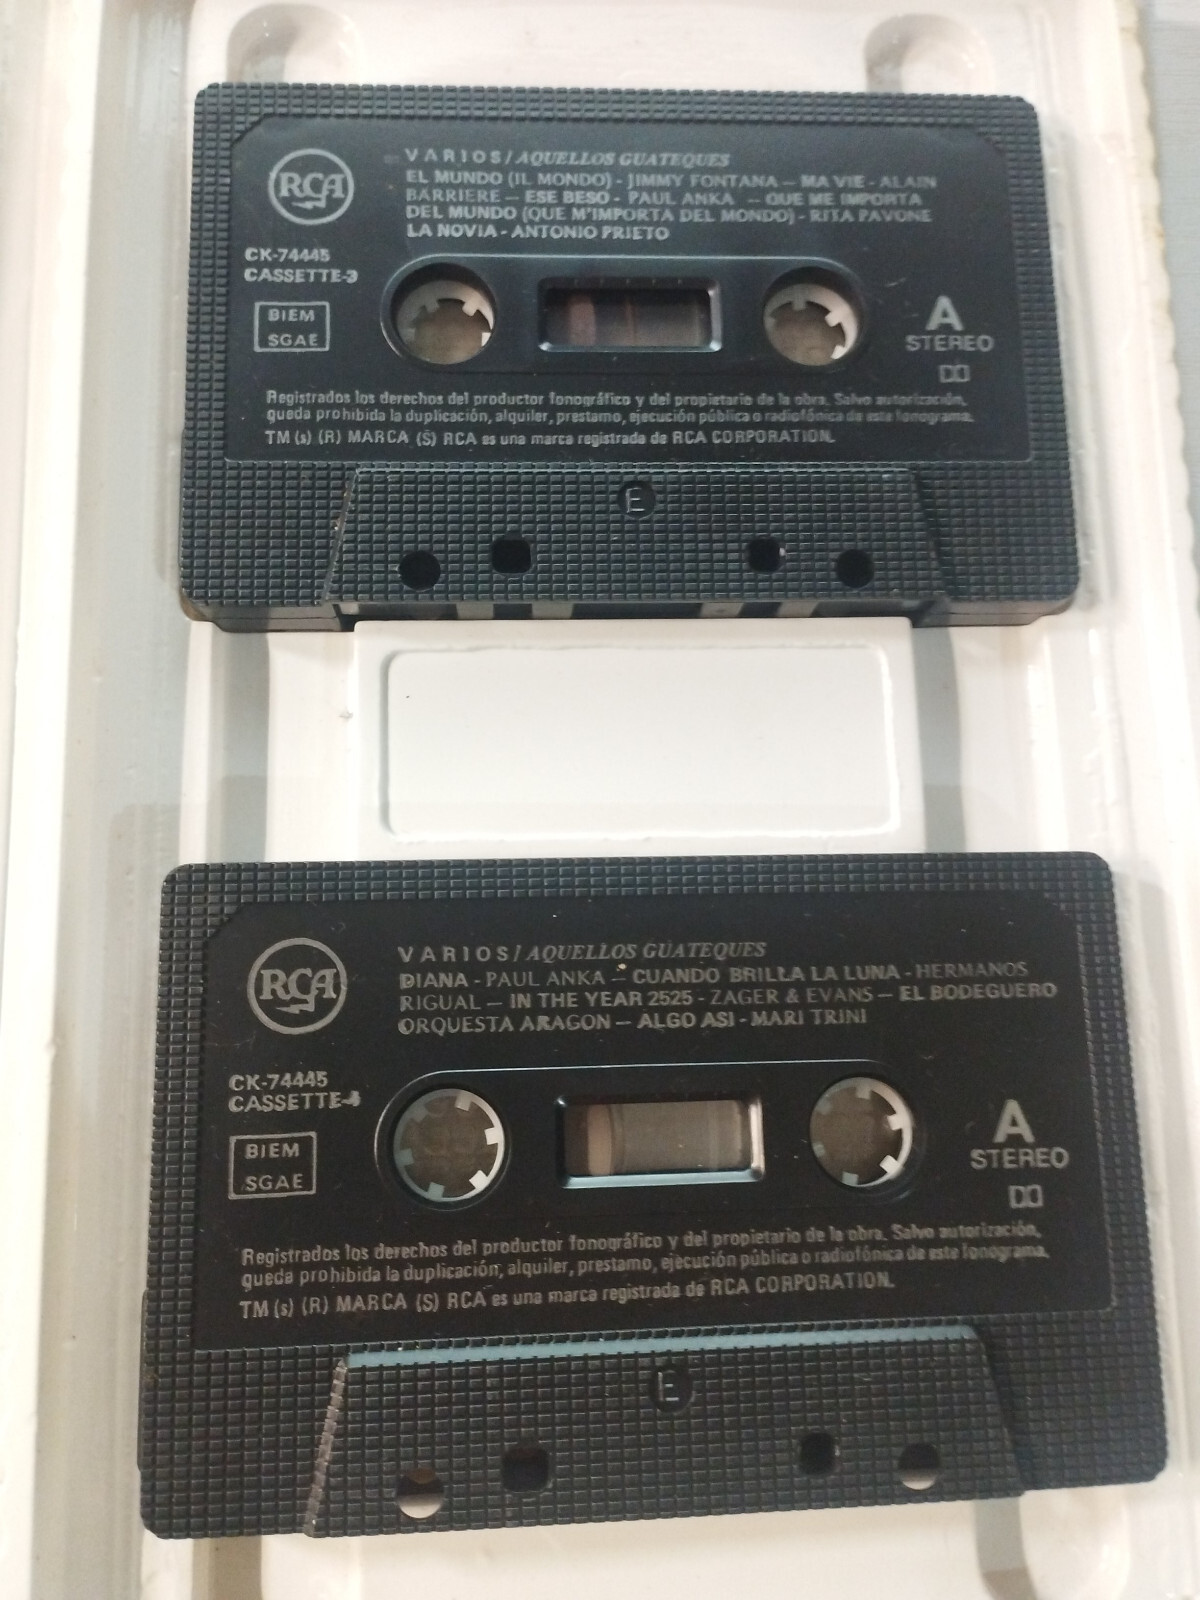 RCA
VARIOS/AQUELLOS GUATEQUES
EL MUNDO (IL MONDO) - JIMMY FONTANA — MA VIE - ALAIN
BARRIERE — ESE BESO - PAUL ANKA — QUE ME IMPORTA
DEL MUNDO (QUE M'IMPORTA DEL MONDO) - RITA PAVONE
LA NOVIA - ANTONIO PRIETO
CK-74445
CASSETTE-3
BIEM
SGAE
A
STEREO
Registrados los derechos del productor fonográfico y del propietario de la obra. Salvo autorización,
queda prohibida la duplicación, alquiler, prestamo, ejecución pública o radiofónica de este fonograma.
TM (s) (R) MARCA (S) RCA es una marca registrada de RCA CORPORATION.
E
RCA
VARIOS/AQUELLOS GUATEQUES
DIANA - PAUL ANKA — CUANDO BRILLA LA LUNA - HERMANOS
RIGUAL — IN THE YEAR 2525 - ZAGER & EVANS — EL BODEGUERO
ORQUESTA ARAGON — ALGO ASI - MARI TRINI
CK-74445
CASSETTE-4
BIEM
SGAE
A
STEREO
Registrados los derechos del productor fonográfico y del propietario de la obra. Salvo autorización,
queda prohibida la duplicación, alquiler, prestamo, ejecución pública o radiofónica de este fonograma.
TM (s) (R) MARCA (S) RCA es una marca registrada de RCA CORPORATION.
E